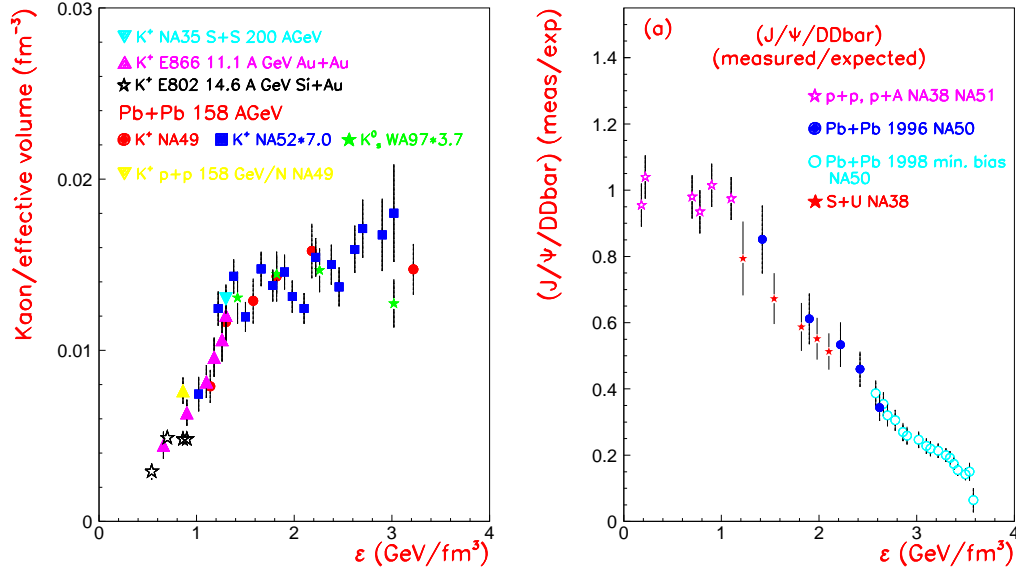 Kaon/effective volume (fm⁻³)
0.03
0.02
0.01
0
K⁺ NA35 S+S 200 AGeV
K⁺ E866 11.1 A GeV Au+Au
K⁺ E802 14.6 A GeV Si+Au
Pb+Pb 158 AGeV
K⁺ NA49 K⁺ NA52*7.0 K⁰ₛ WA97*3.7
K⁺ p+p 158 GeV/N NA49
0 1 2 3 4
ε (GeV/fm³)
(J/Ψ/DDbar) (meas/exp)
1.4
1.2
1
0.8
0.6
0.4
0.2
0
(a)
(J/Ψ/DDbar)
(measured/expected)
p+p, p+A NA38 NA51
Pb+Pb 1996 NA50
Pb+Pb 1998 min. bias
NA50
S+U NA38
0 1 2 3 4
ε (GeV/fm³)